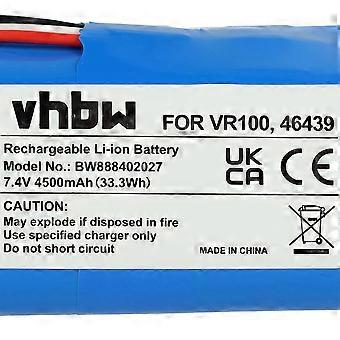 vhbw
FOR VR100, 46439
Rechargeable Li-ion Battery
Model No.: BW888402027
7.4V 4500mAh(33.3Wh)
UK
CA
CAUTION:
May explode if disposed of in fire
Use specified charger only
Do not short circuit
MADE IN CHINA